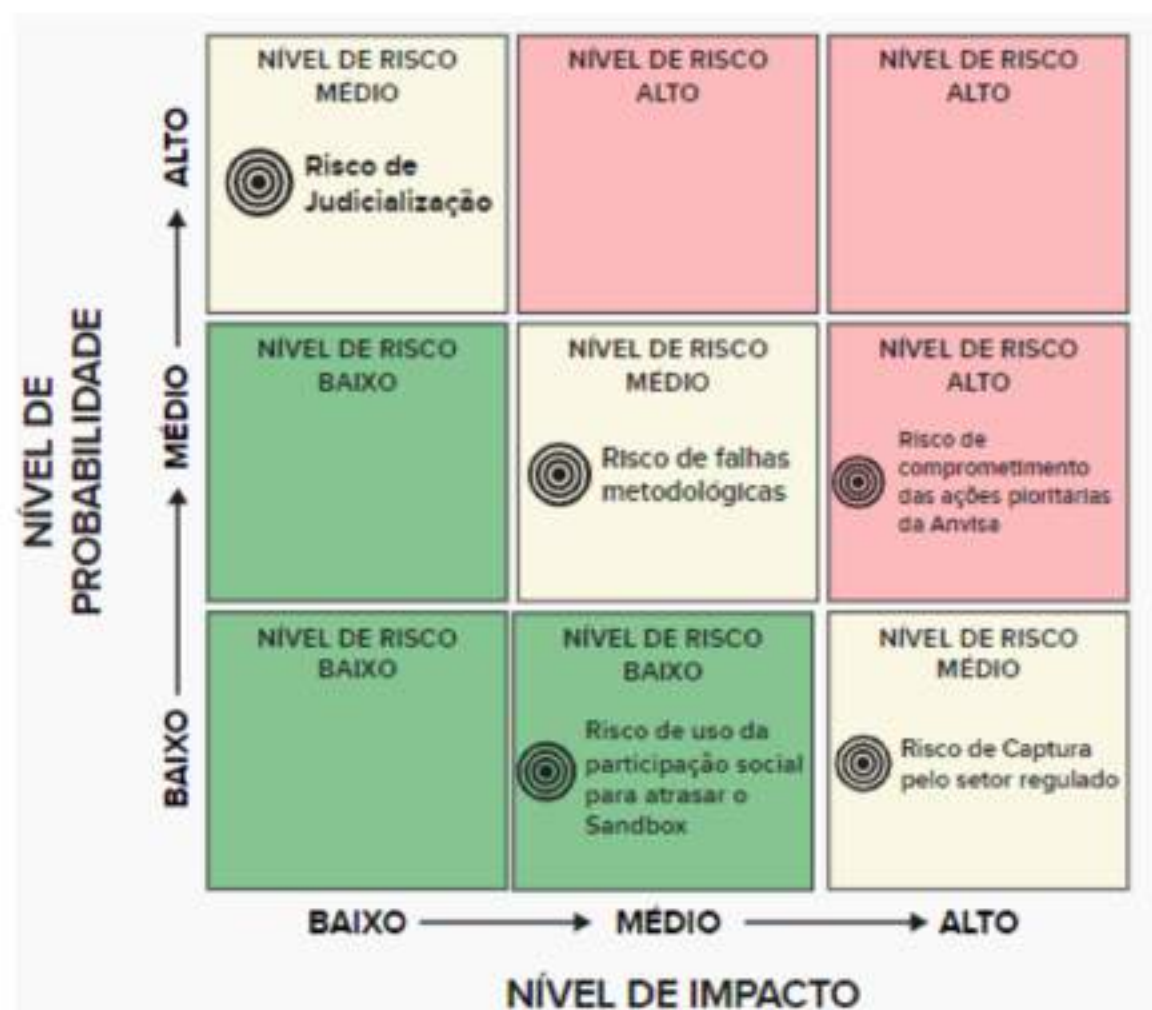 NÍVEL DE
PROBABILIDADE
ALTO
MÉDIO
BAIXO
NÍVEL DE RISCO
MÉDIO
Risco de
Judicialização
NÍVEL DE RISCO
ALTO
NÍVEL DE RISCO
ALTO
NÍVEL DE RISCO
BAIXO
NÍVEL DE RISCO
MÉDIO
Risco de falhas
metodológicas
NÍVEL DE RISCO
ALTO
Risco de
comprometimento
das ações pioritárias
da Anvisa
NÍVEL DE RISCO
BAIXO
NÍVEL DE RISCO
BAIXO
Risco de uso da
participação social
para atrasar o
Sandbox
NÍVEL DE RISCO
MÉDIO
Risco de Captura
pelo setor regulado
BAIXO
MÉDIO
ALTO
NÍVEL DE IMPACTO